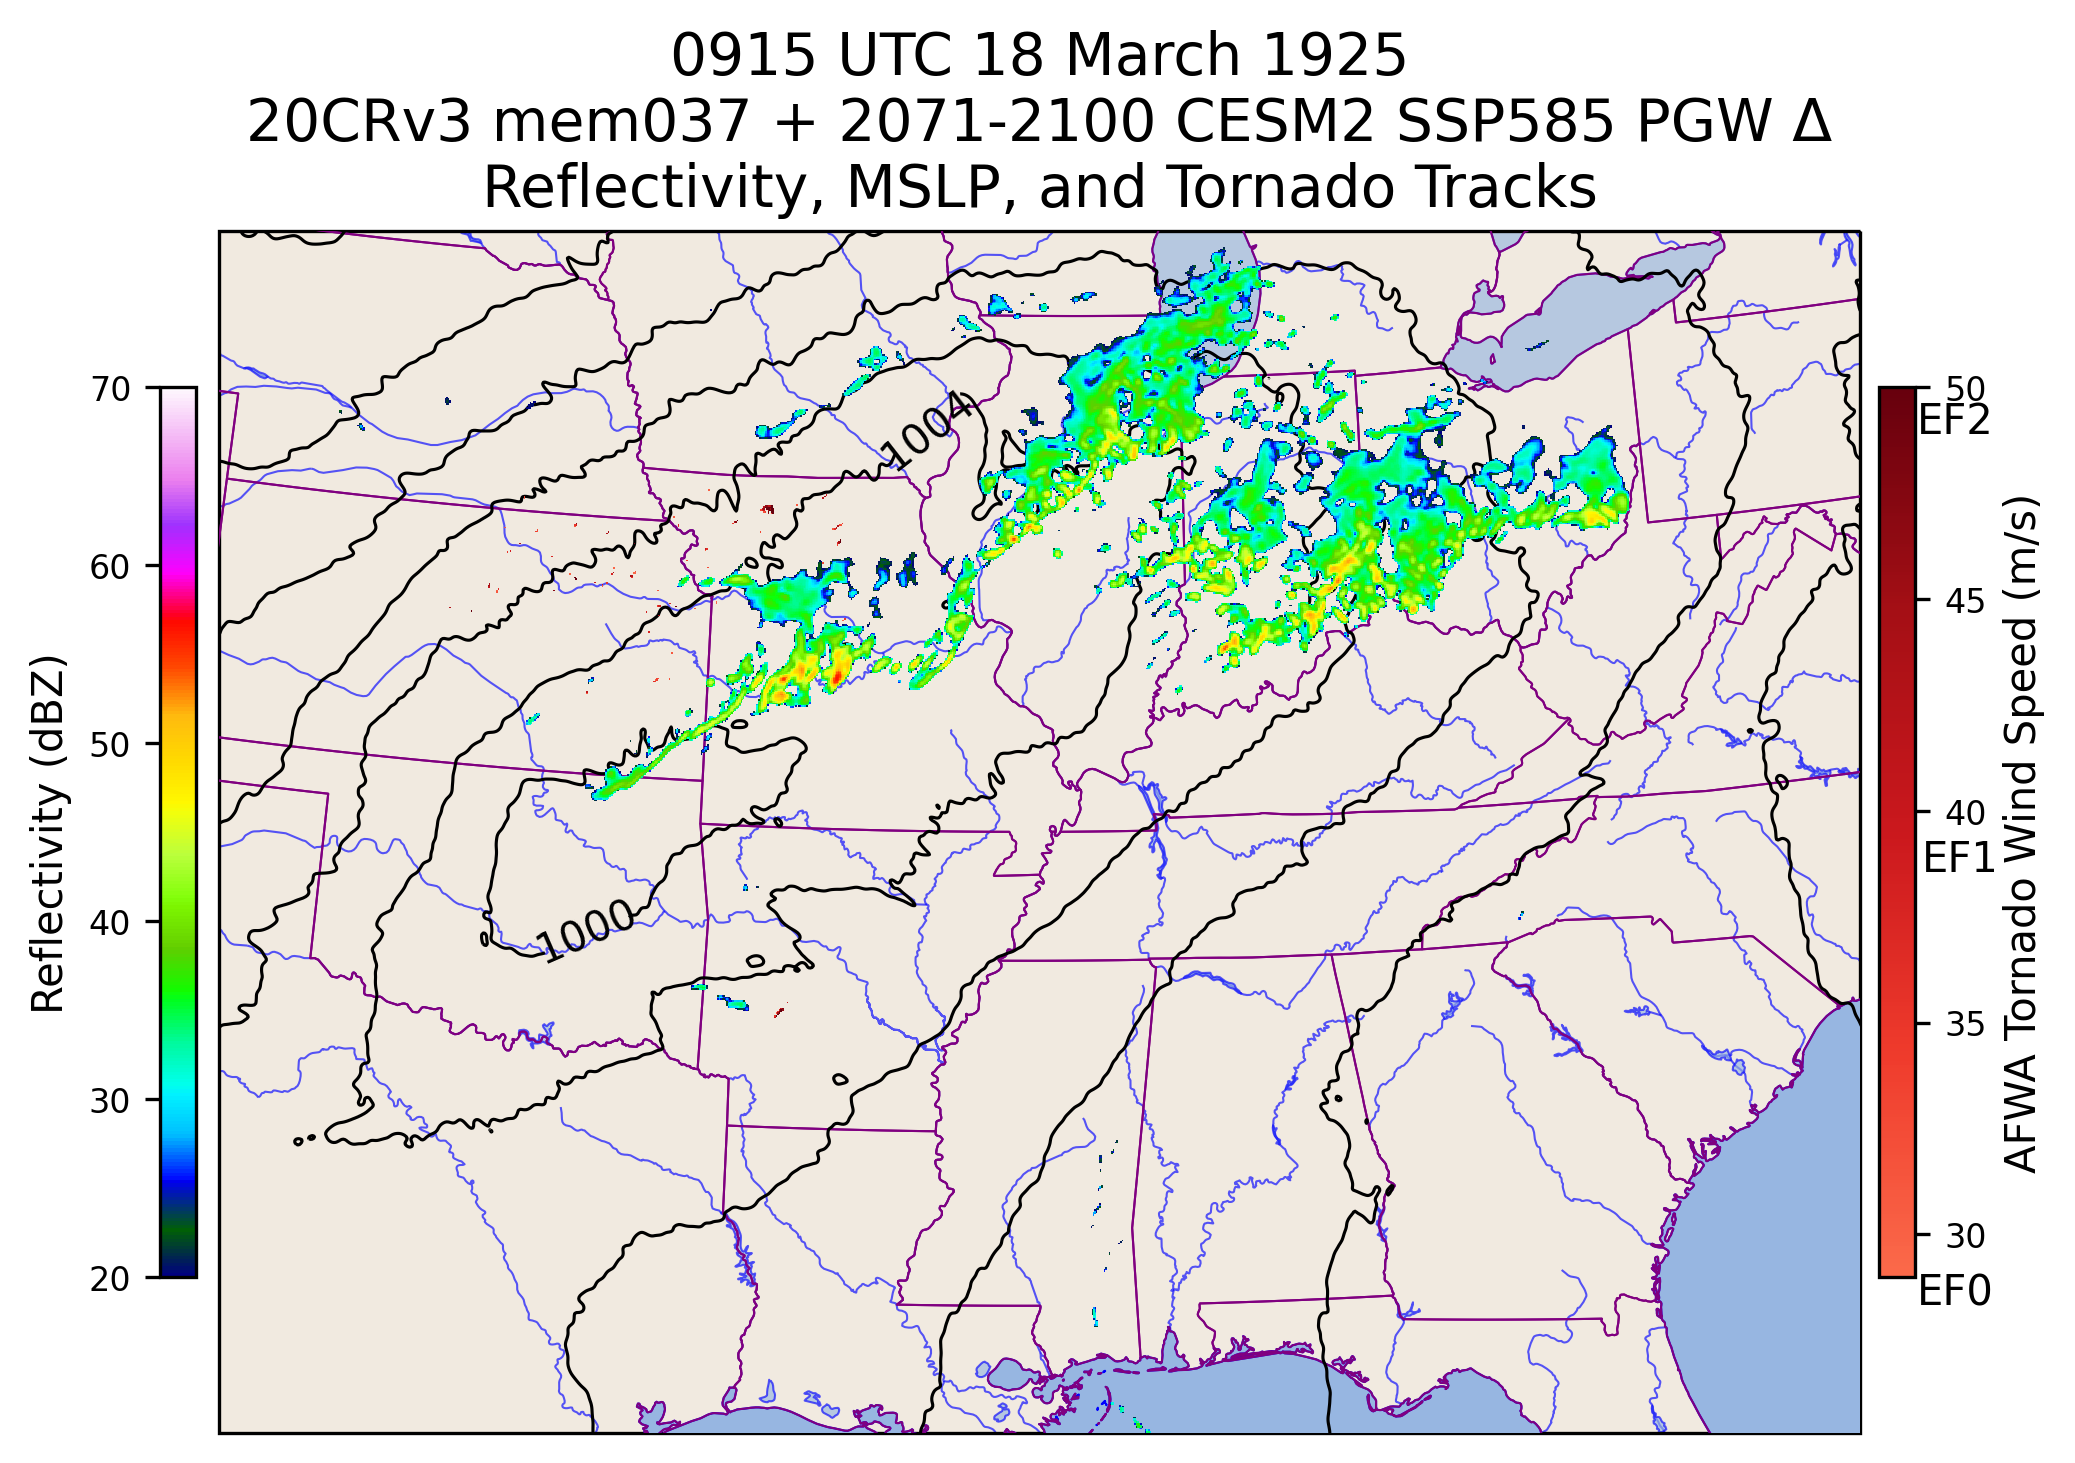 0915 UTC 18 March 1925
20CRv3 mem037 + 2071-2100 CESM2 SSP585 PGW Δ
Reflectivity, MSLP, and Tornado Tracks
70
60
50
40
30
20
Reflectivity (dBZ)
1004
1000
50
EF2
45
40
EF1
35
30
EF0
AFWA Tornado Wind Speed (m/s)